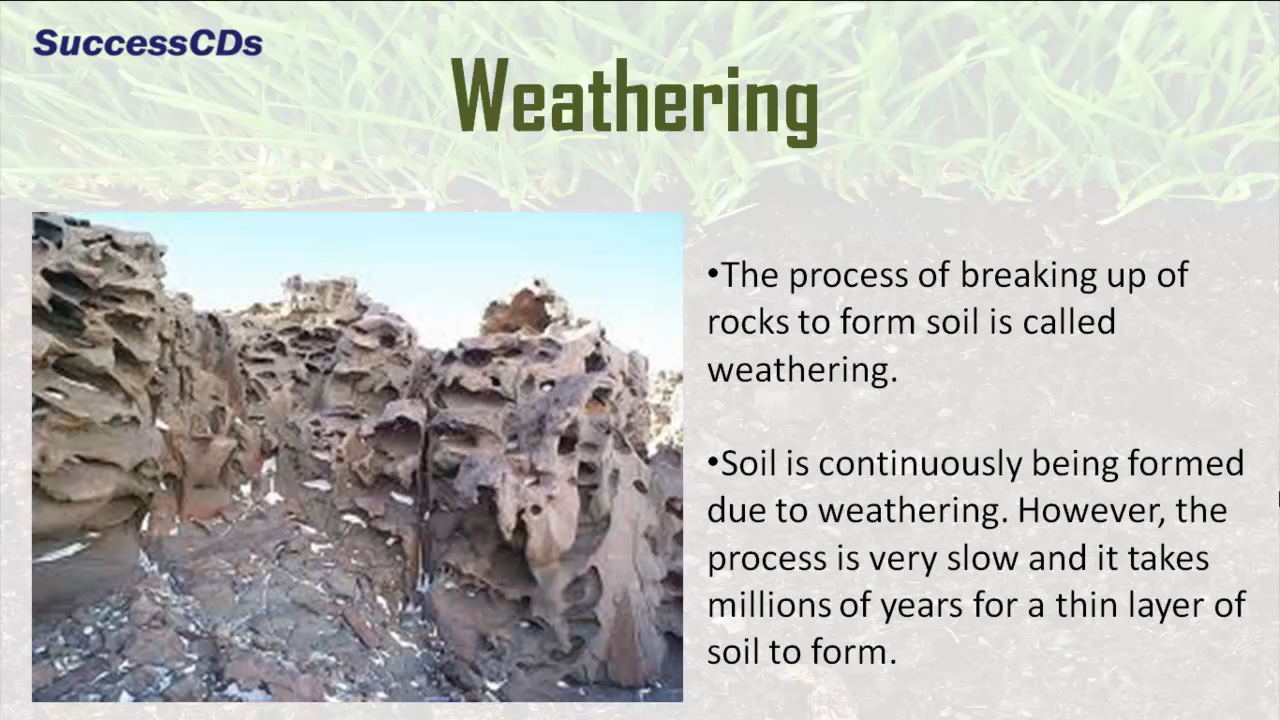 SuccessCDs
Weathering
•The process of breaking up of
rocks to form soil is called
weathering.
•Soil is continuously being formed
due to weathering. However, the
process is very slow and it takes
millions of years for a thin layer of
soil to form.